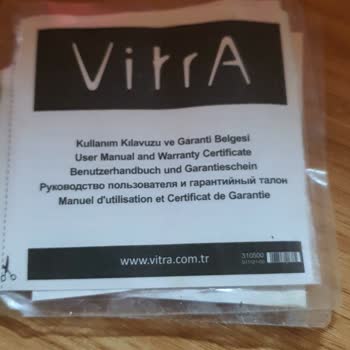 VitrA
Kullanım Kılavuzu ve Garanti Belgesi
User Manual and Warranty Certificate
Benutzerhandbuch und Garantieschein
Руководство пользователя и гарантийный талон
Manuel d'utilisation et Certificat de Garantie
www.vitra.com.tr
310500